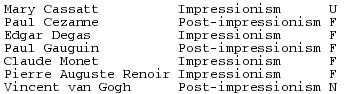 Mary Cassatt Impressionism U
Paul Cezanne Post-impressionism F
Edgar Degas Impressionism F
Paul Gauguin Post-impressionism F
Claude Monet Impressionism F
Pierre Auguste Renoir Impressionism F
Vincent van Gogh Post-impressionism N